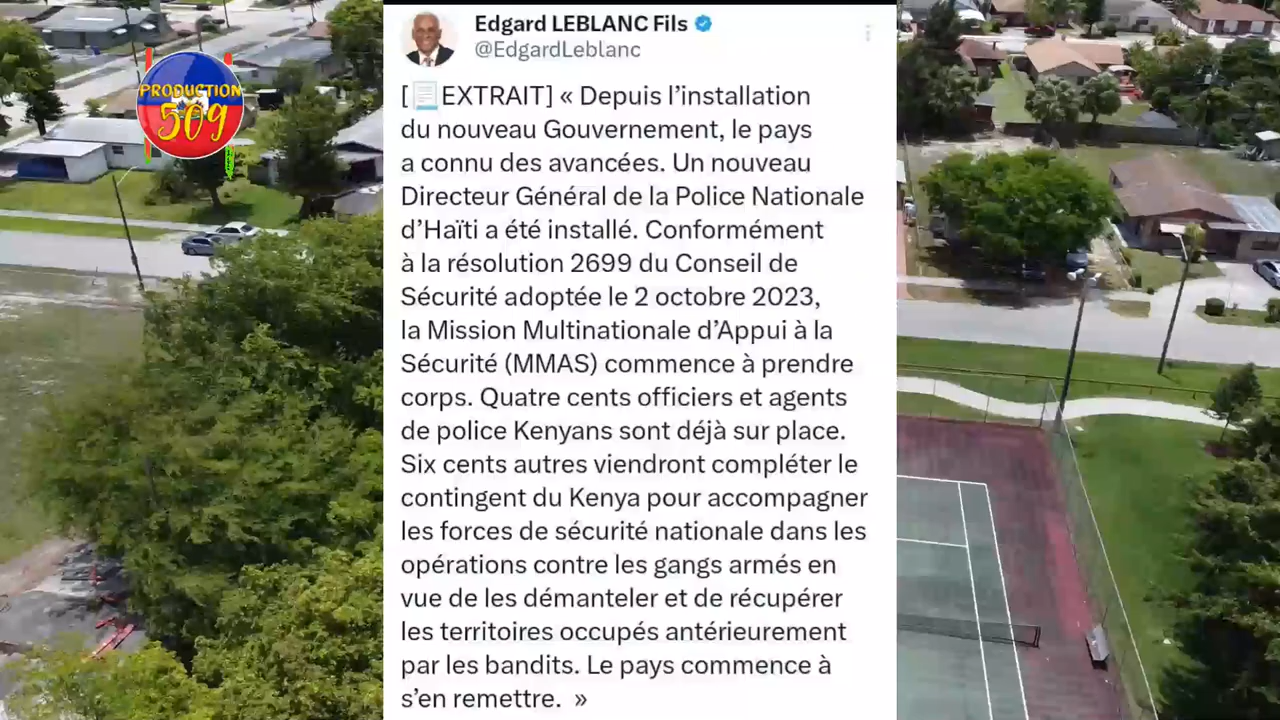 PRODUCTION
509
Edgard LEBLANC Fils
@EdgardLeblanc
[📃EXTRAIT] « Depuis l’installation
du nouveau Gouvernement, le pays
a connu des avancées. Un nouveau
Directeur Général de la Police Nationale
d’Haïti a été installé. Conformément
à la résolution 2699 du Conseil de
Sécurité adoptée le 2 octobre 2023,
la Mission Multinationale d’Appui à la
Sécurité (MMAS) commence à prendre
corps. Quatre cents officiers et agents
de police Kenyans sont déjà sur place.
Six cents autres viendront compléter le
contingent du Kenya pour accompagner
les forces de sécurité nationale dans les
opérations contre les gangs armés en
vue de les démanteler et de récupérer
les territoires occupés antérieurement
par les bandits. Le pays commence à
s’en remettre. »